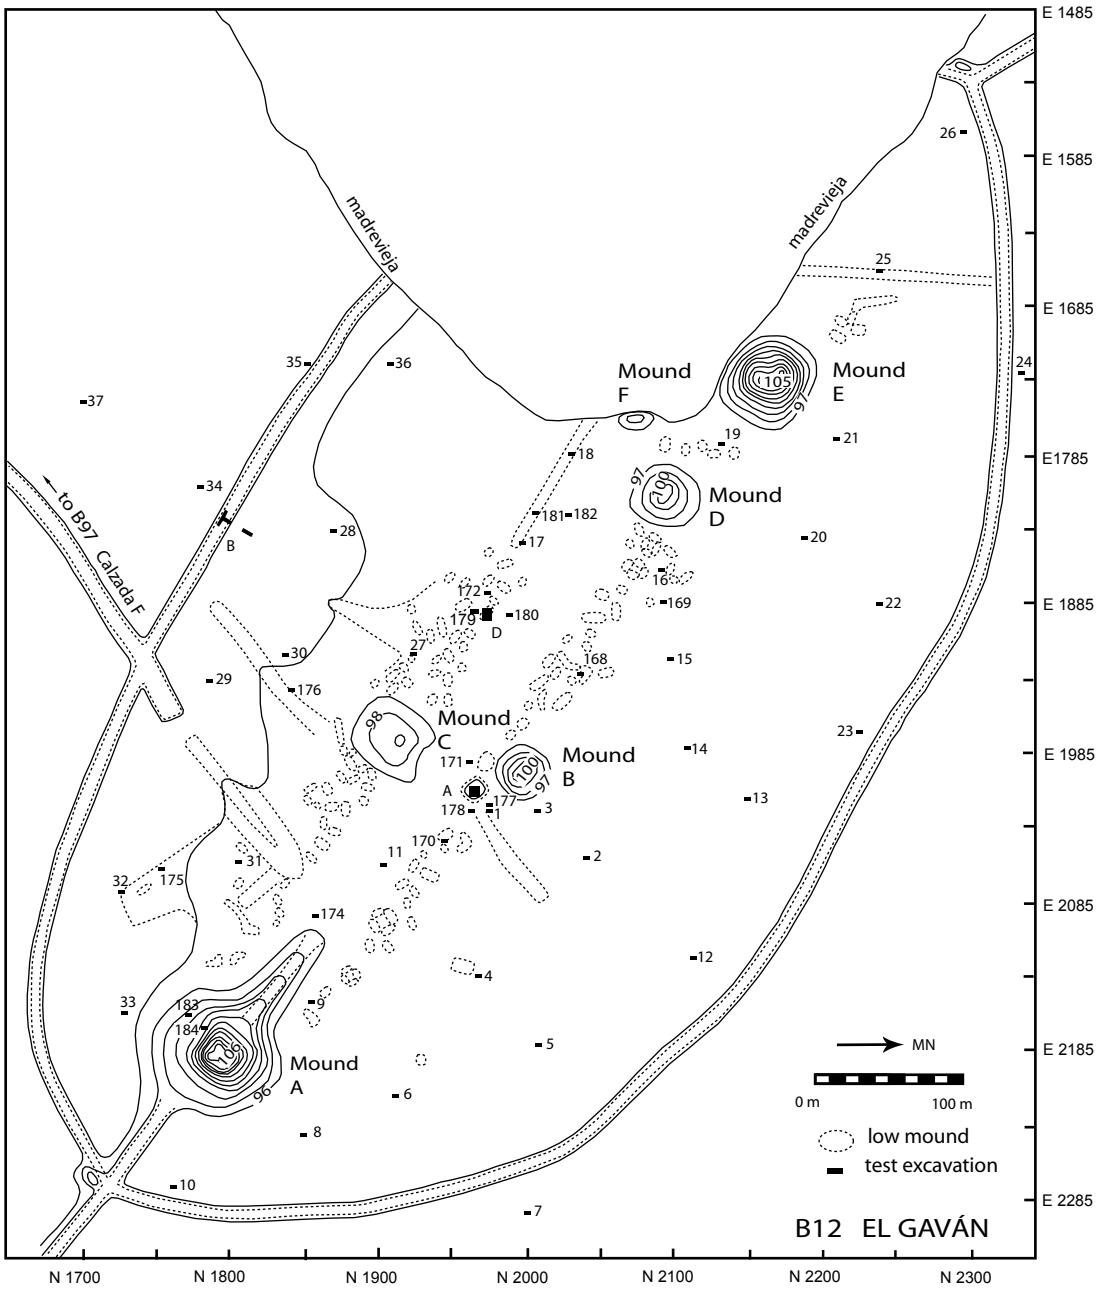 E 1485
26
E 1585
madrevieja
madrevieja
25
E 1685
35
36
24
Mound
F
105
Mound
E
97
37
19
21
E1785
18
34
97
100
Mound
D
to B97 Calzada F
B
28
181
182
17
20
16
172
169
22
E 1885
179
180
D
27
30
168
15
29
176
98
Mound
C
23
14
E 1985
171
Mound
B
100
97
A
177
178
1
3
13
170
11
2
31
175
32
174
E 2085
12
4
33
183
9
184
106
5
MN
E 2185
Mound
A
96
6
0 m
100 m
8
low mound
test excavation
10
7
E 2285
B12 EL GAVÁN
N 1700
N 1800
N 1900
N 2000
N 2100
N 2200
N 2300